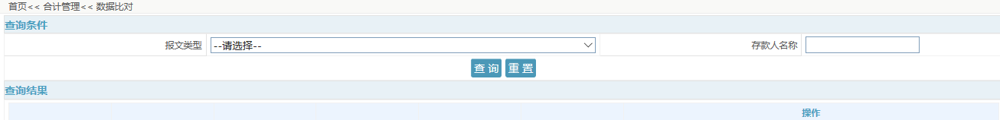 首页<< 合计管理<< 数据比对
查询条件
报文类型 --请选择-- 存款人名称
查 询 重 置
查询结果
操作